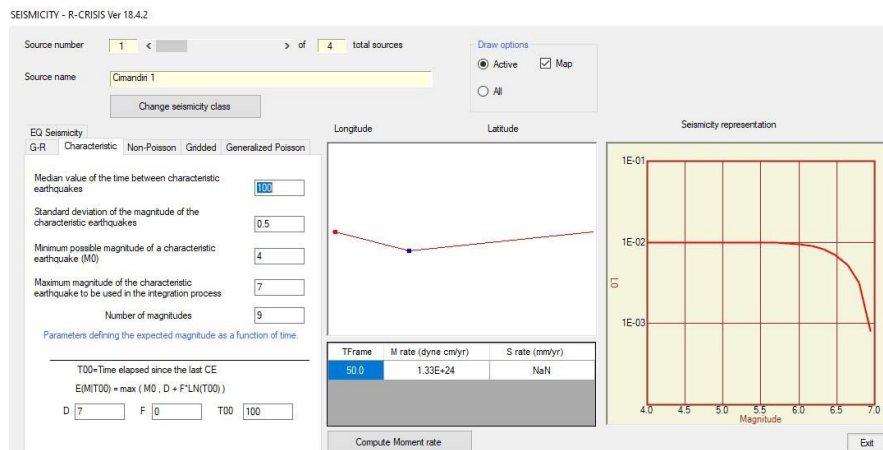 SEISMICITY - R-CRISIS Ver 18.4.2
Source number 1 < > of 4 total sources
Source name Cimandiri 1
Change seismicity class
Draw options
Active Map
All
EQ Seismicity
G-R Characteristic Non-Poisson Gridded Generalized Poisson
Median value of the time between characteristic
earthquakes 100
Standard deviation of the magnitude of the
characteristic earthquakes 0.5
Minimum possible magnitude of a characteristic
earthquake (M0) 4
Maximum magnitude of the characteristic
earthquake to be used in the integration process 7
Number of magnitudes 9
Parameters defining the expected magnitude as a function of time.
T00=Time elapsed since the last CE
E(M|T00) = max ( M0 , D + F*LN(T00) )
D 7 F 0 T00 100
Longitude Latitude
TFrame M rate (dyne cm/yr) S rate (mm/yr)
50.0 1.33E+24 NaN
Compute Moment rate
Seismicity representation
1E-01
1E-02
L0
1E-03
4.0 4.5 5.0 5.5 6.0 6.5 7.0
Magnitude
Exit